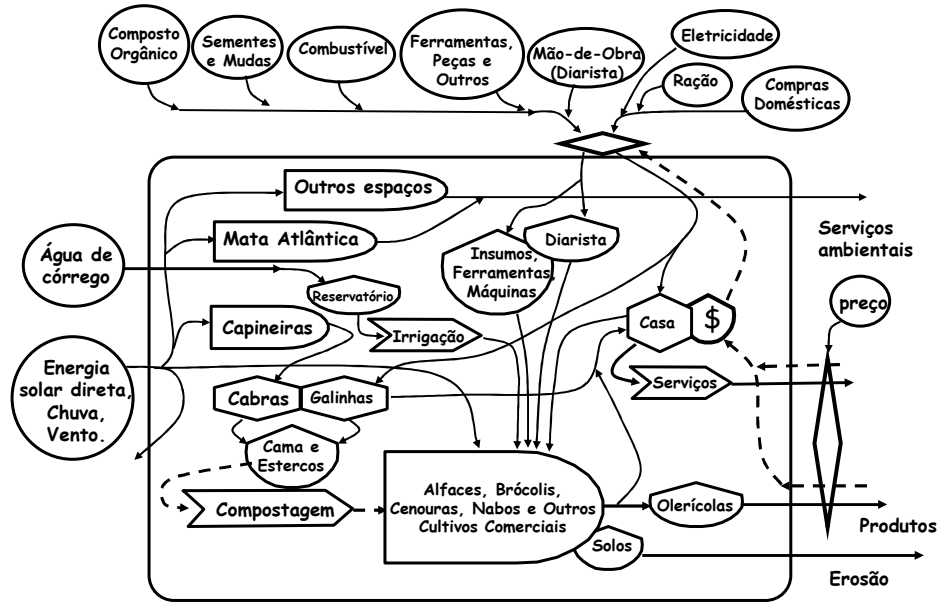 Composto
Orgânico
Sementes
e Mudas
Combustível
Ferramentas,
Peças e
Outros
Mão-de-Obra
(Diarista)
Eletricidade
Ração
Compras
Domésticas
Outros espaços
Mata Atlântica
Água de
córrego
Reservatório
Capineiras
Irrigação
Insumos,
Ferramentas,
Máquinas
Diarista
Casa
$
Serviços
ambientais
preço
Energia
solar direta,
Chuva,
Vento.
Cabras
Galinhas
Serviços
Cama e
Estercos
Compostagem
Alfaces, Brócolis,
Cenouras, Nabos e Outros
Cultivos Comerciais
Olerícolas
Solos
Produtos
Erosão